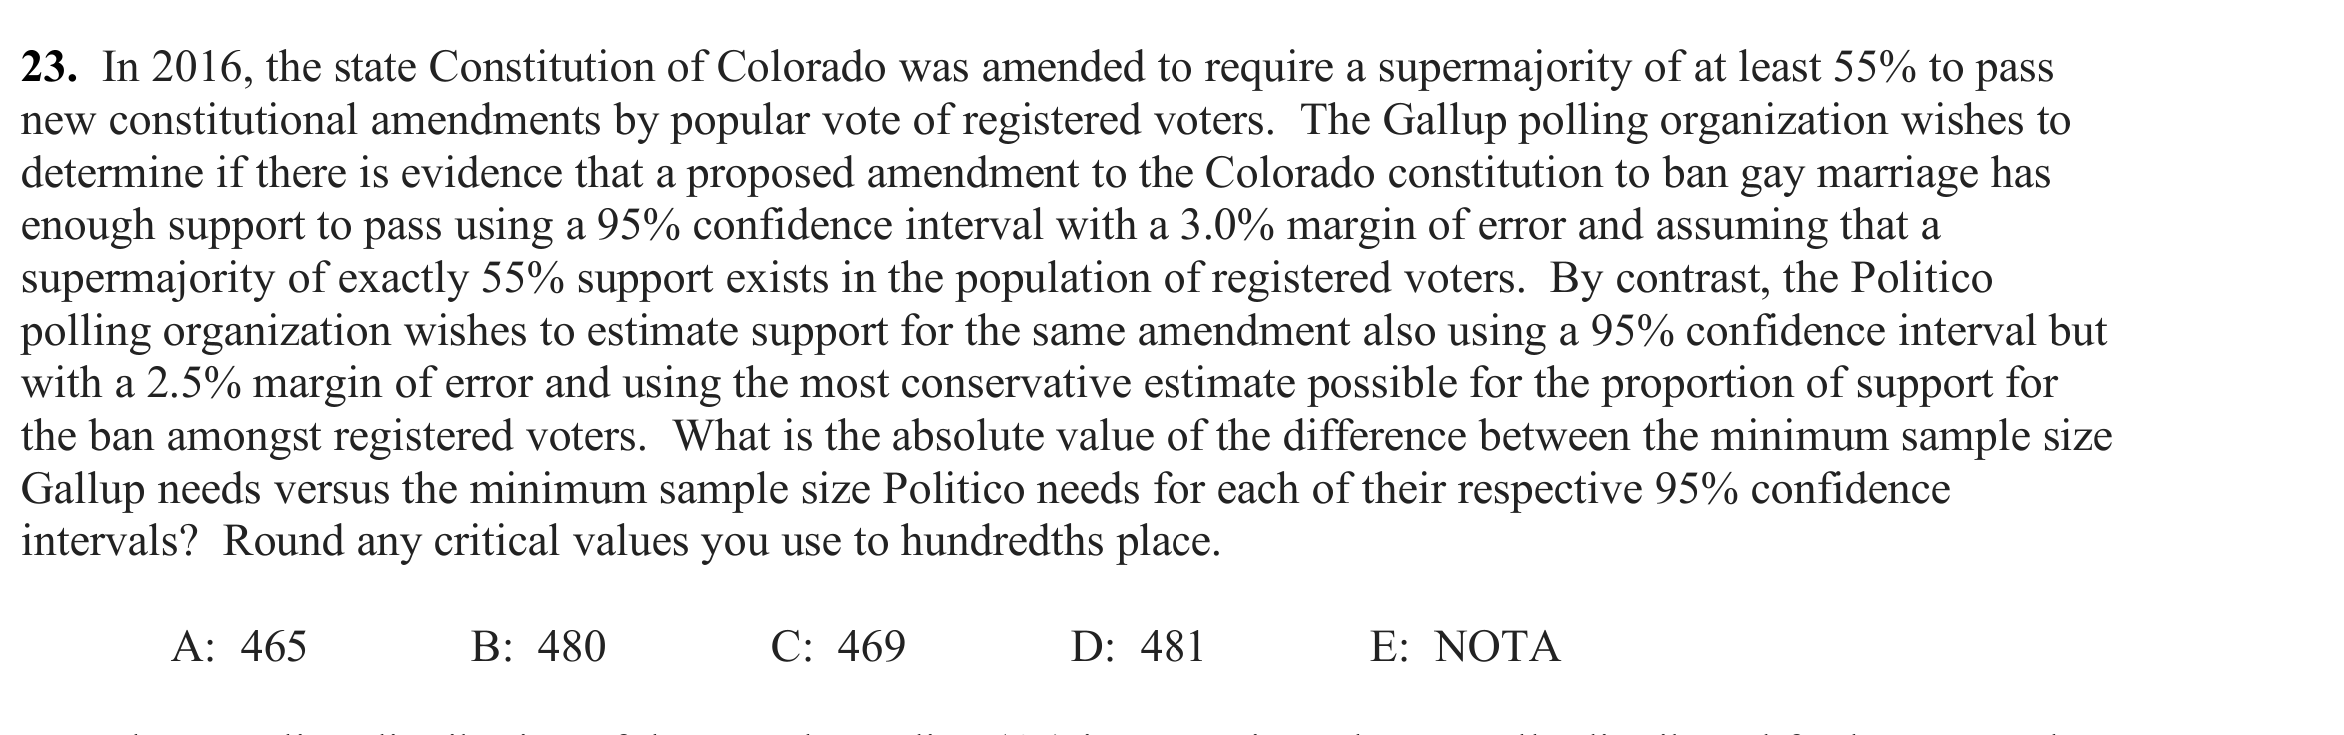 23. In 2016, the state Constitution of Colorado was amended to require a supermajority of at least 55% to pass
new constitutional amendments by popular vote of registered voters. The Gallup polling organization wishes to
determine if there is evidence that a proposed amendment to the Colorado constitution to ban gay marriage has
enough support to pass using a 95% confidence interval with a 3.0% margin of error and assuming that a
supermajority of exactly 55% support exists in the population of registered voters. By contrast, the Politico
polling organization wishes to estimate support for the same amendment also using a 95% confidence interval but
with a 2.5% margin of error and using the most conservative estimate possible for the proportion of support for
the ban amongst registered voters. What is the absolute value of the difference between the minimum sample size
Gallup needs versus the minimum sample size Politico needs for each of their respective 95% confidence
intervals? Round any critical values you use to hundredths place.
A: 465 B: 480 C: 469 D: 481 E: NOTA